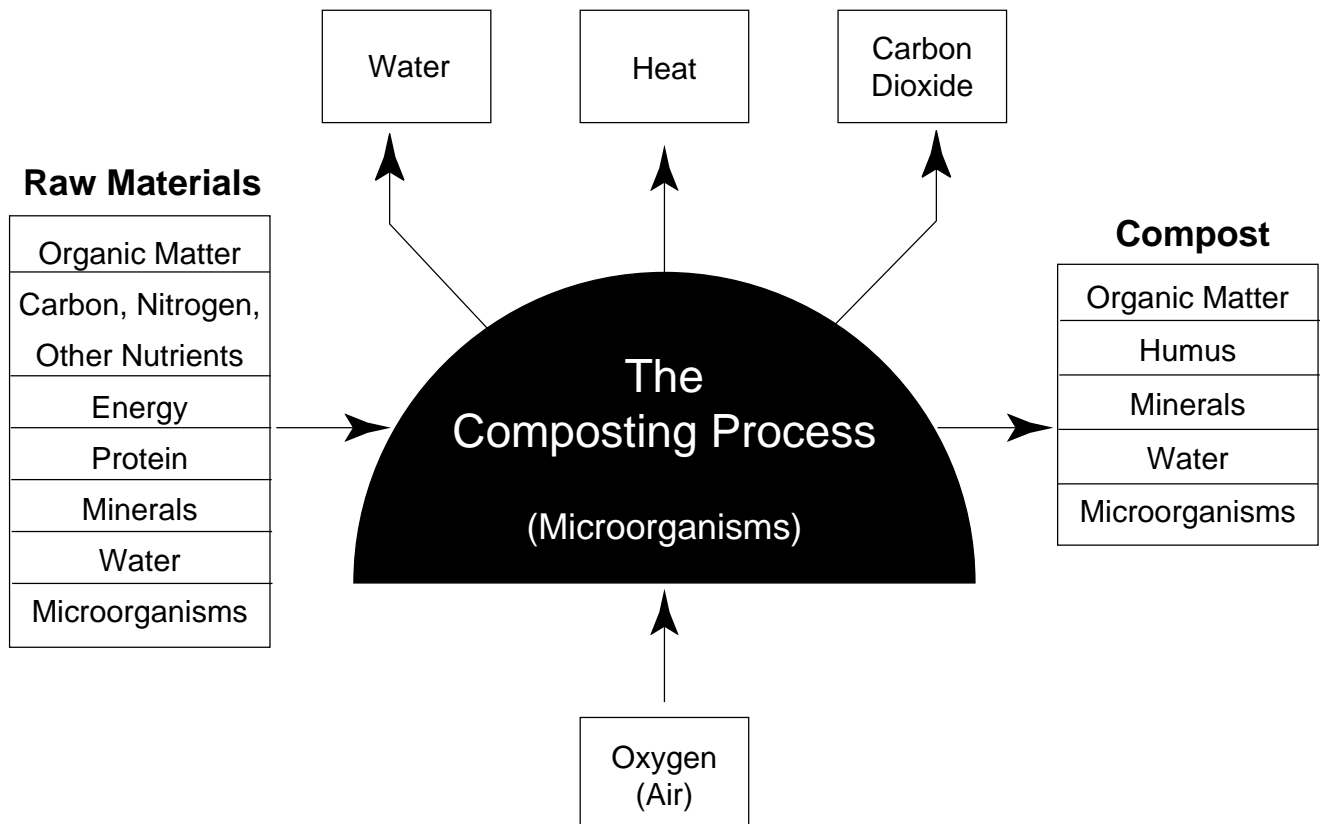 Water
Heat
Carbon
Dioxide
Raw Materials
Organic Matter
Carbon, Nitrogen,
Other Nutrients
Energy
Protein
Minerals
Water
Microorganisms
The
Composting Process
(Microorganisms)
Compost
Organic Matter
Humus
Minerals
Water
Microorganisms
Oxygen
(Air)